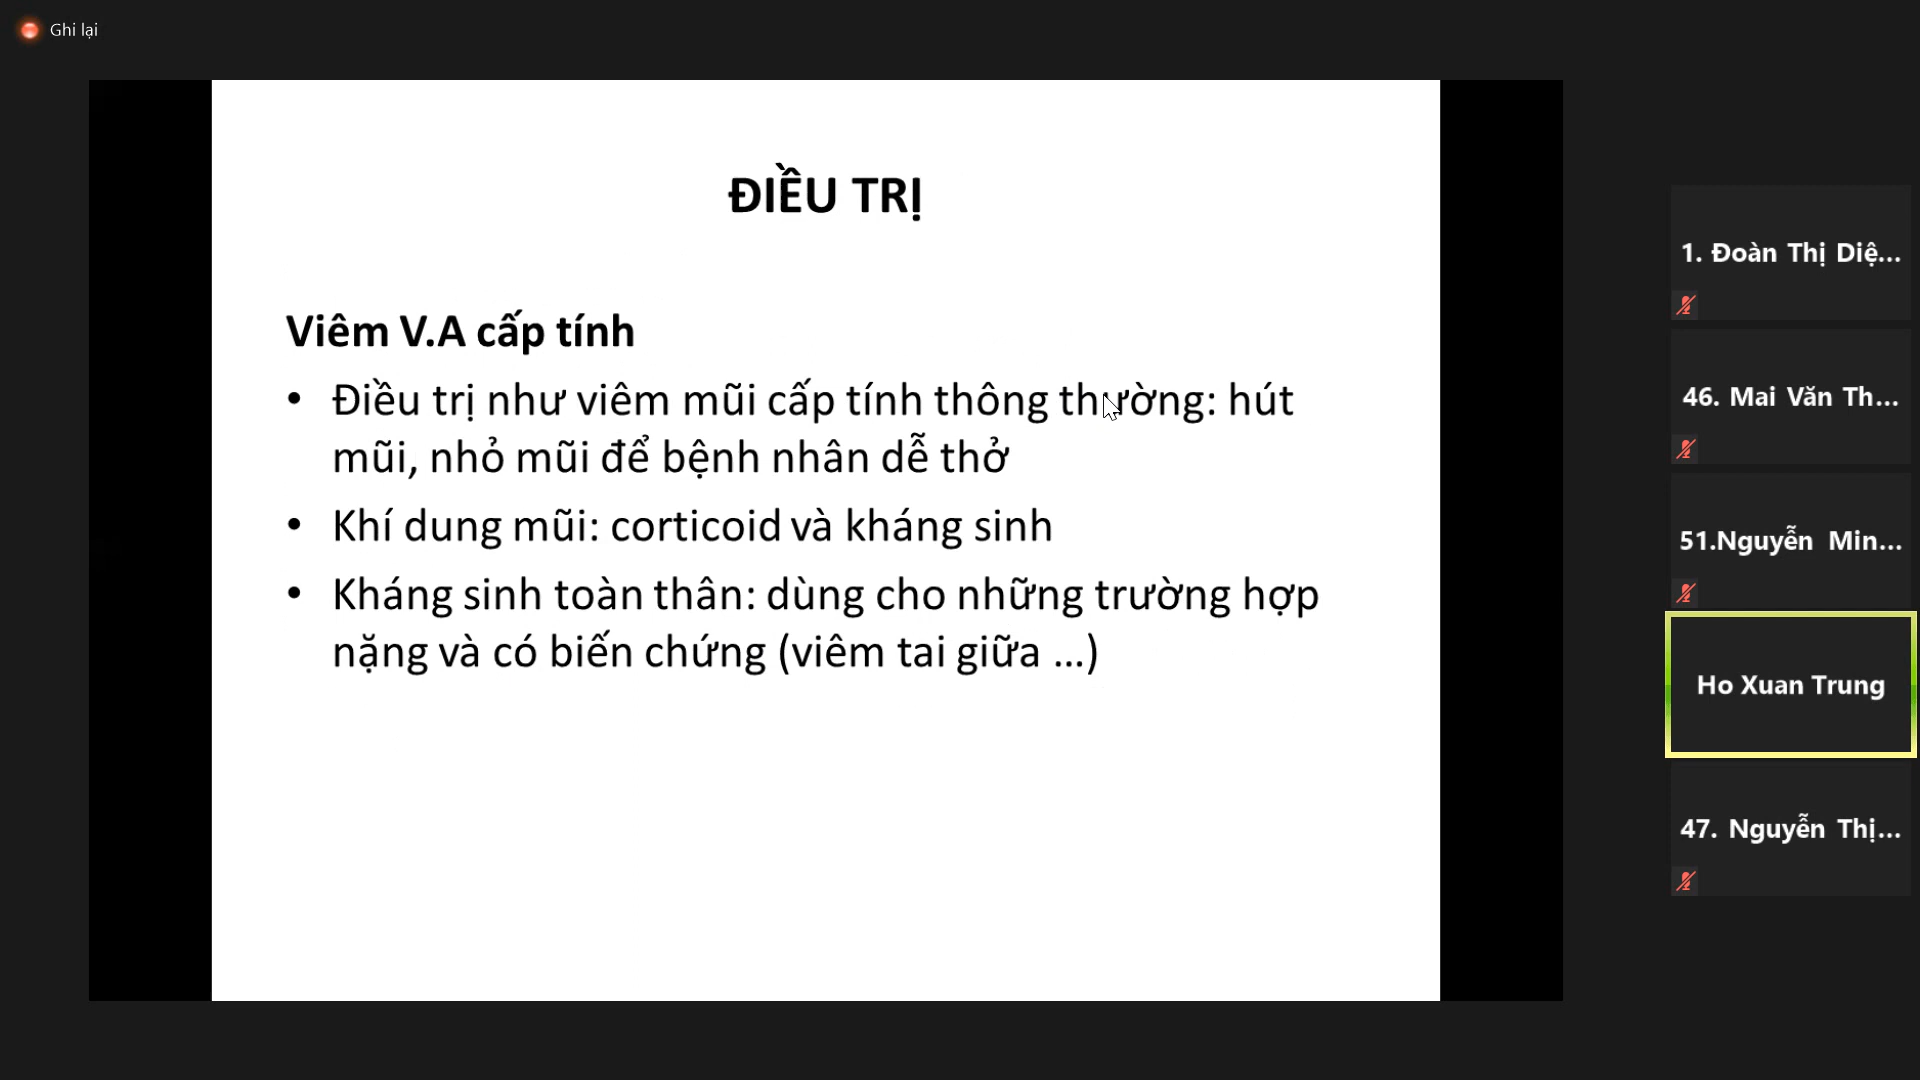 Ghi lại
ĐIỀU TRỊ
Viêm V.A cấp tính
• Điều trị như viêm mũi cấp tính thông thường: hút
mũi, nhỏ mũi để bệnh nhân dễ thở
• Khí dung mũi: corticoid và kháng sinh
• Kháng sinh toàn thân: dùng cho những trường hợp
nặng và có biến chứng (viêm tai giữa ...)
1. Đoàn Thị Diệ...
46. Mai Văn Th...
51.Nguyễn Min...
Ho Xuan Trung
47. Nguyễn Thị...